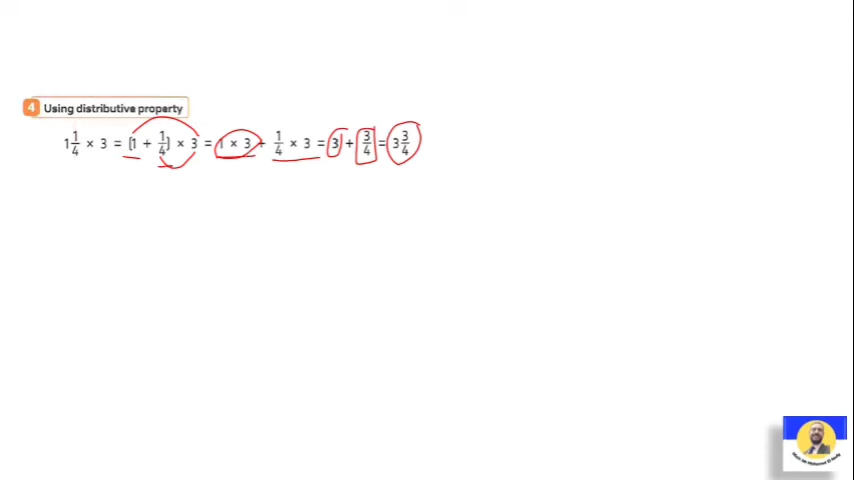 4 Using distributive property
1 1/4 × 3 = (1 + 1/4) × 3 = 1 × 3 + 1/4 × 3 = 3 + 3/4 = 3 3/4